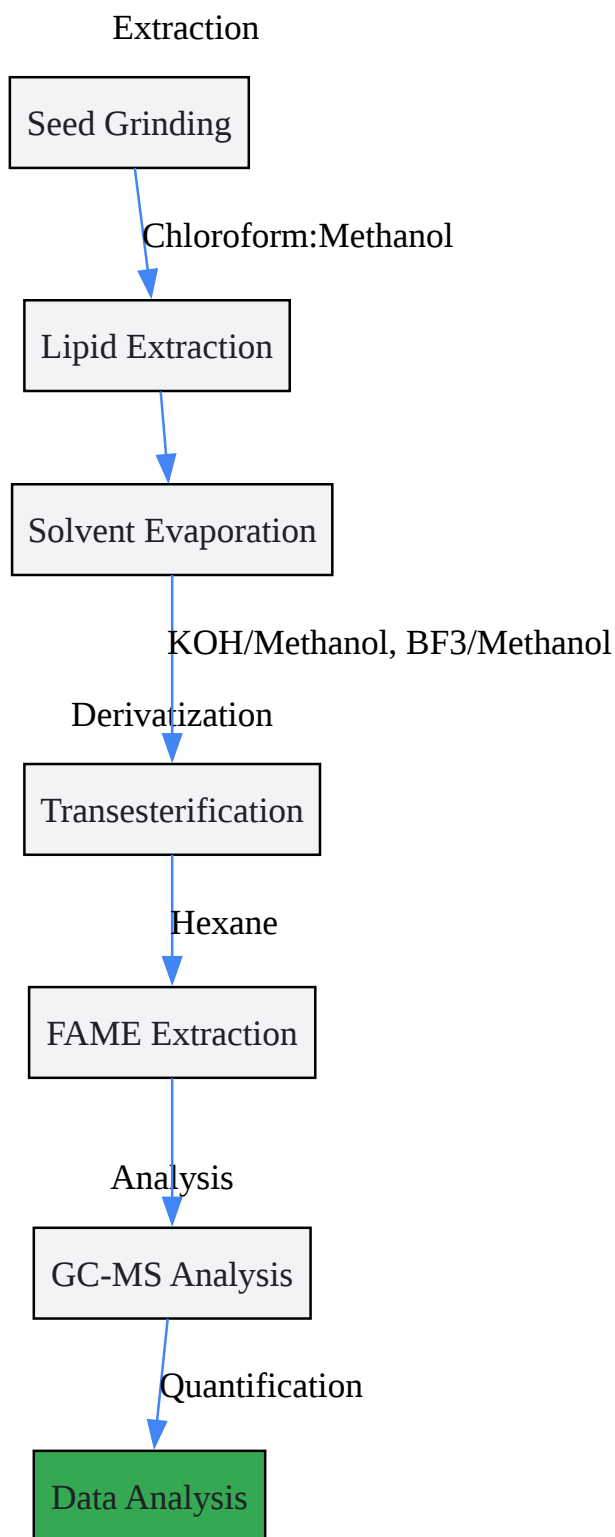 Extraction
Seed Grinding
Chloroform:Methanol
Lipid Extraction
Solvent Evaporation
KOH/Methanol, BF3/Methanol
Derivatization
Transesterification
Hexane
FAME Extraction
Analysis
GC-MS Analysis
Quantification
Data Analysis